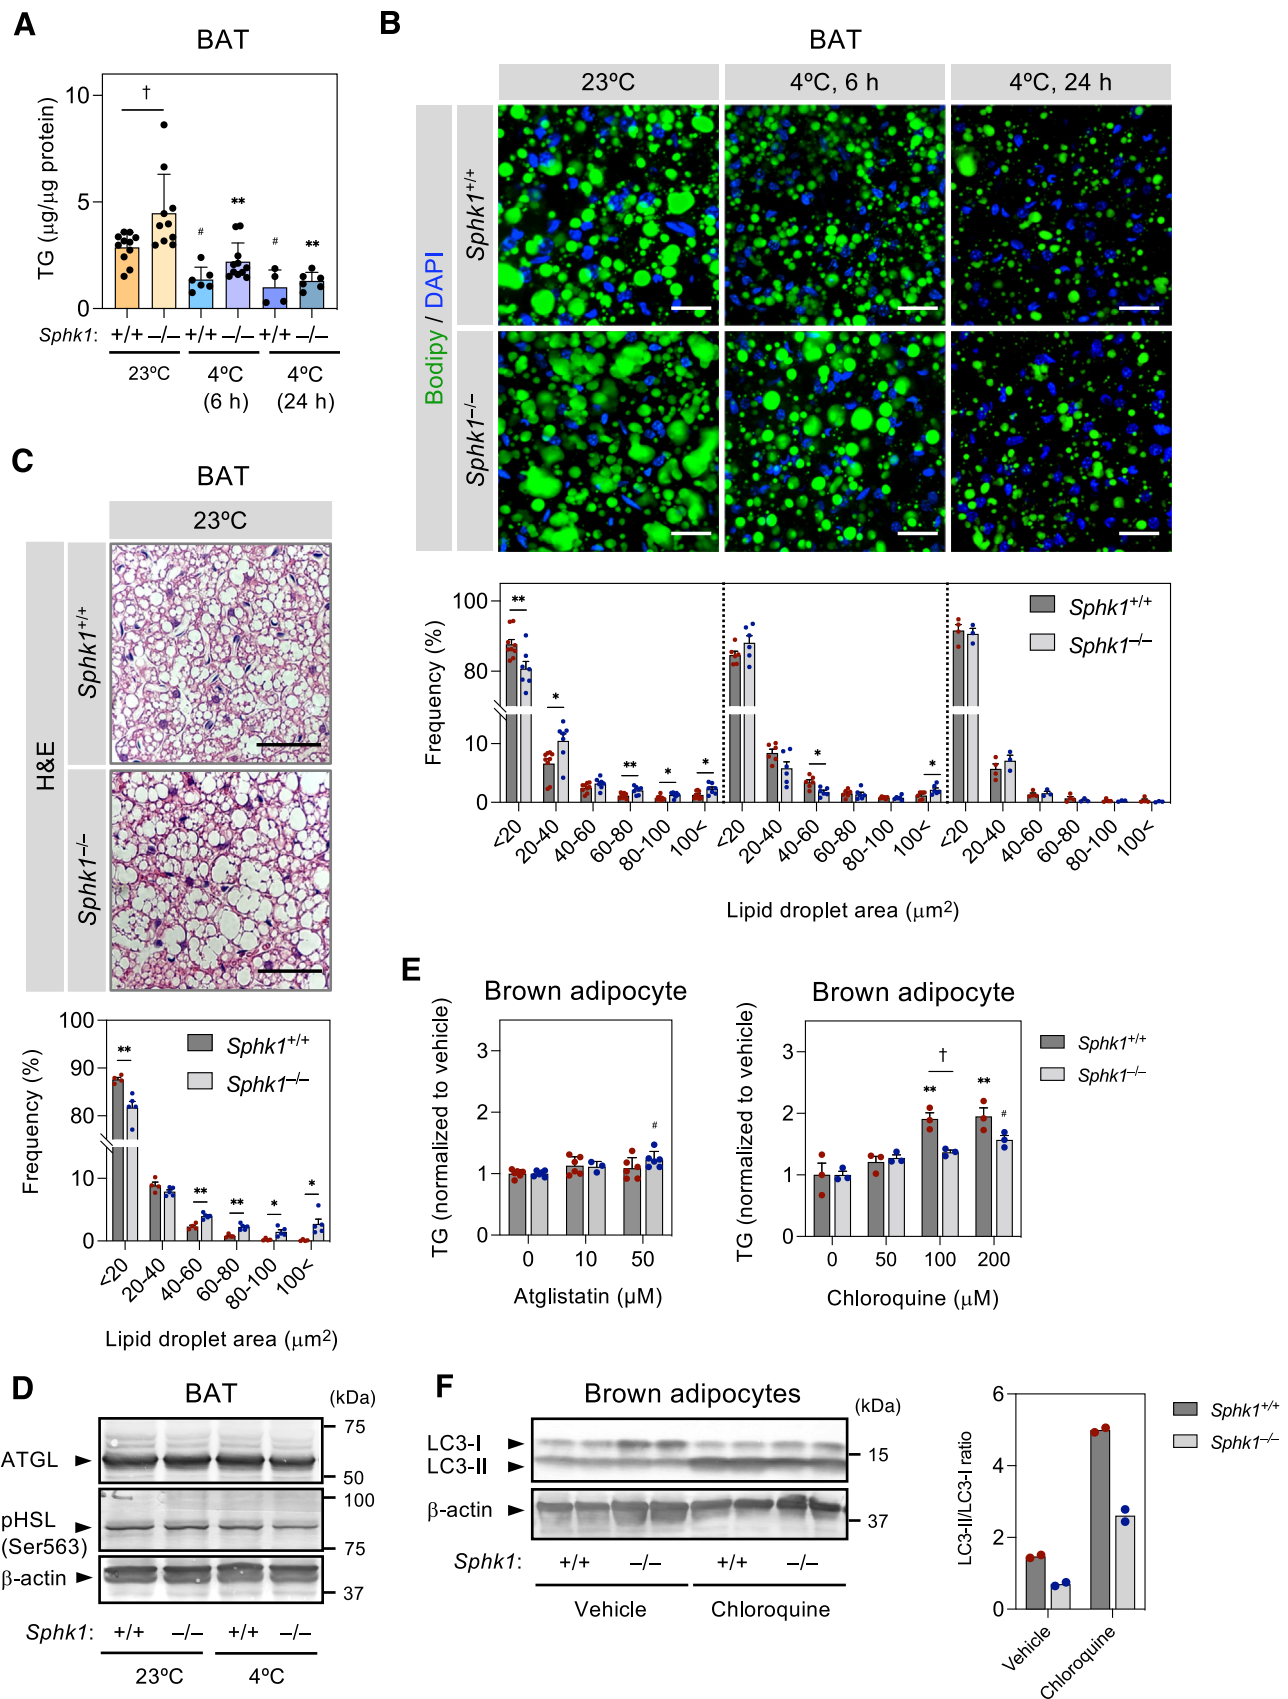 A
BAT
TG (μg/μg protein)
10
5
0
†
#
**
#
**
Sphk1: +/+ –/– +/+ –/– +/+ –/–
23ºC 4ºC 4ºC
(6 h) (24 h)
B
BAT
23ºC 4ºC, 6 h 4ºC, 24 h
Bodipy / DAPI
Sphk1+/+
Sphk1–/–
Frequency (%)
100
80
10
0
** * ** * * * *
Sphk1+/+
Sphk1–/–
<20 20-40 40-60 60-80 80-100 100< <20 20-40 40-60 60-80 80-100 100< <20 20-40 40-60 60-80 80-100 100<
Lipid droplet area (μm2)
C
BAT
23ºC
H&E
Sphk1+/+
Sphk1–/–
Frequency (%)
100
90
80
10
0
** ** ** * *
Sphk1+/+
Sphk1–/–
<20 20-40 40-60 60-80 80-100 100<
Lipid droplet area (μm2)
D
BAT
(kDa)
ATGL
75
50
pHSL
(Ser563)
100
75
β-actin
37
Sphk1: +/+ –/– +/+ –/–
23ºC 4ºC
E
Brown adipocyte
TG (normalized to vehicle)
3
2
1
0
#
0 10 50
Atglistatin (μM)
Brown adipocyte
TG (normalized to vehicle)
3
2
1
0
** † ** #
0 50 100 200
Chloroquine (μM)
Sphk1+/+
Sphk1–/–
F
Brown adipocytes
(kDa)
LC3-I
LC3-II
15
β-actin
37
Sphk1: +/+ –/– +/+ –/–
Vehicle Chloroquine
LC3-II/LC3-I ratio
6
4
2
0
Vehicle
Chloroquine
Sphk1+/+
Sphk1–/–